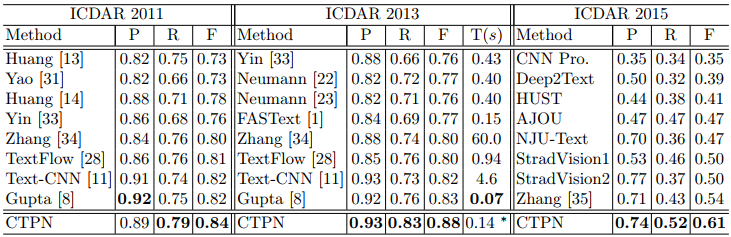 ICDAR 2011 ICDAR 2013 ICDAR 2015
Method P R F Method P R F T(s) Method P R F
Huang [13] 0.82 0.75 0.73 Yin [33] 0.88 0.66 0.76 0.43 CNN Pro. 0.35 0.34 0.35
Yao [31] 0.82 0.66 0.73 Neumann [22] 0.82 0.72 0.77 0.40 Deep2Text 0.50 0.32 0.39
Huang [14] 0.88 0.71 0.78 Neumann [23] 0.82 0.71 0.76 0.40 HUST 0.44 0.38 0.41
Yin [33] 0.86 0.68 0.76 FASText [1] 0.84 0.69 0.77 0.15 AJOU 0.47 0.47 0.47
Zhang [34] 0.84 0.76 0.80 Zhang [34] 0.88 0.74 0.80 60.0 NJU-Text 0.70 0.36 0.47
TextFlow [28] 0.86 0.76 0.81 TextFlow [28] 0.85 0.76 0.80 0.94 StradVision1 0.53 0.46 0.50
Text-CNN [11] 0.91 0.74 0.82 Text-CNN [11] 0.93 0.73 0.82 4.6 StradVision2 0.77 0.37 0.50
Gupta [8] 0.92 0.75 0.82 Gupta [8] 0.92 0.76 0.83 0.07 Zhang [35] 0.71 0.43 0.54
CTPN 0.89 0.79 0.84 CTPN 0.93 0.83 0.88 0.14 * CTPN 0.74 0.52 0.61